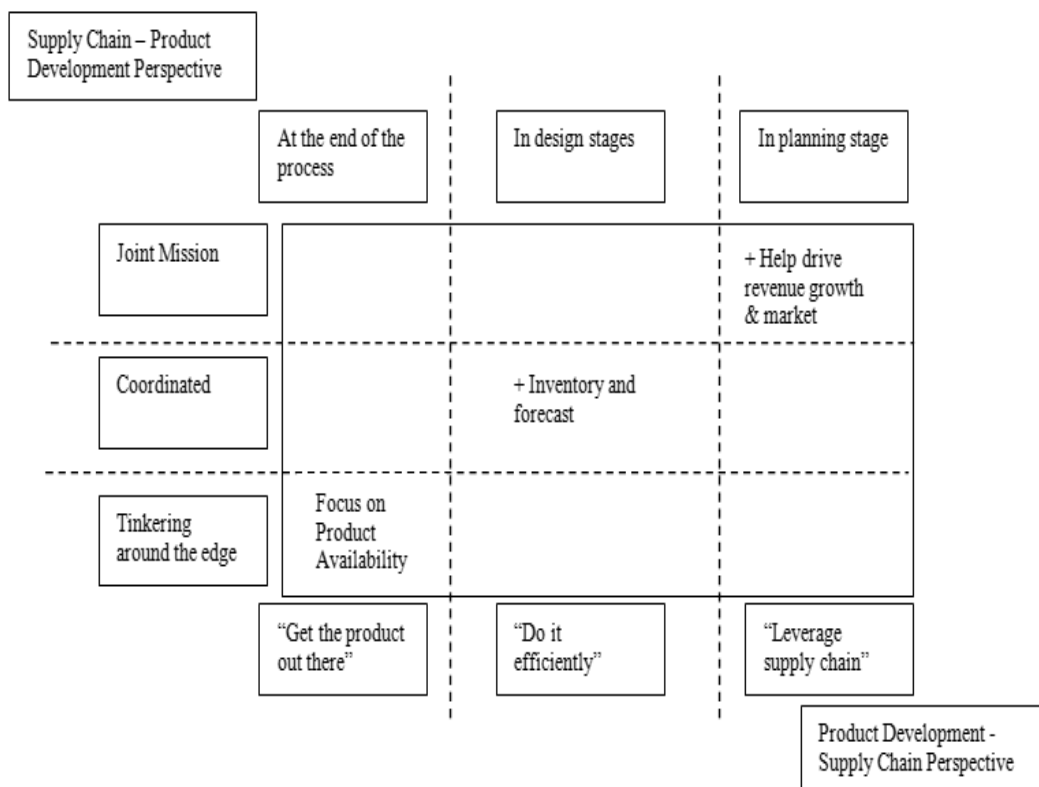 Supply Chain – Product
Development Perspective
At the end of the
process
In design stages
In planning stage
Joint Mission
+ Help drive
revenue growth
& market
Coordinated
+ Inventory and
forecast
Tinkering
around the edge
Focus on
Product
Availability
“Get the product
out there”
“Do it
efficiently”
“Leverage
supply chain”
Product Development -
Supply Chain Perspective